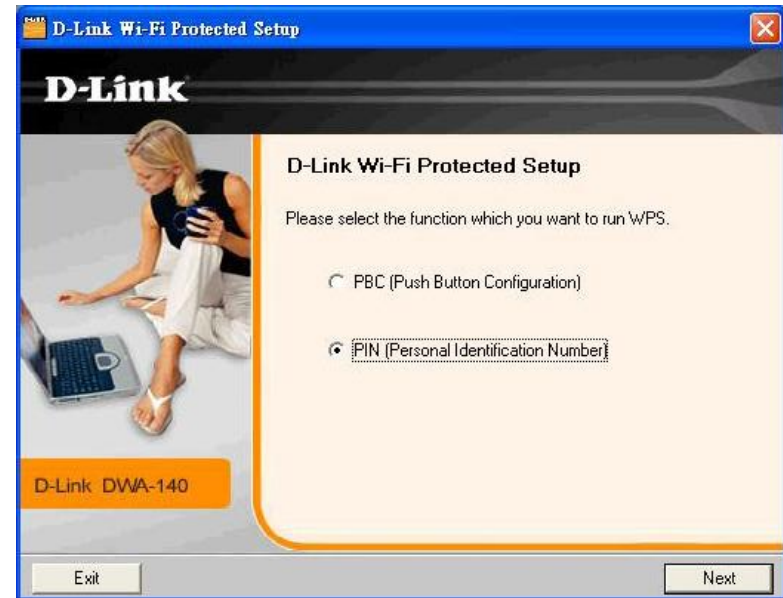 D-Link Wi-Fi Protected Setup
D-Link
D-Link Wi-Fi Protected Setup
Please select the function which you want to run WPS.
PBC (Push Button Configuration)
PIN (Personal Identification Number)
D-Link DWA-140
Exit
Next